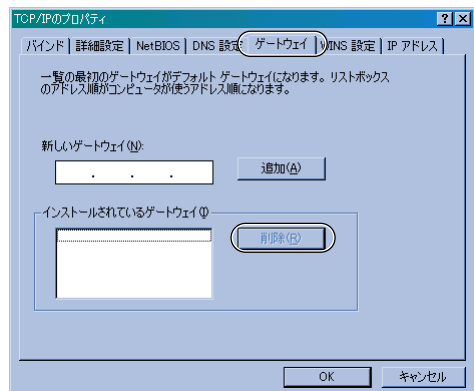 TCP/IPのプロパティ
バインド 詳細設定 NetBIOS DNS 設定 ゲートウェイ WINS 設定 IP アドレス
一覧の最初のゲートウェイがデフォルト ゲートウェイになります。リストボックス
のアドレス順がコンピュータが使うアドレス順になります。
新しいゲートウェイ(N):
. . .
追加(A)
インストールされているゲートウェイ(I)
削除(R)
OK キャンセル